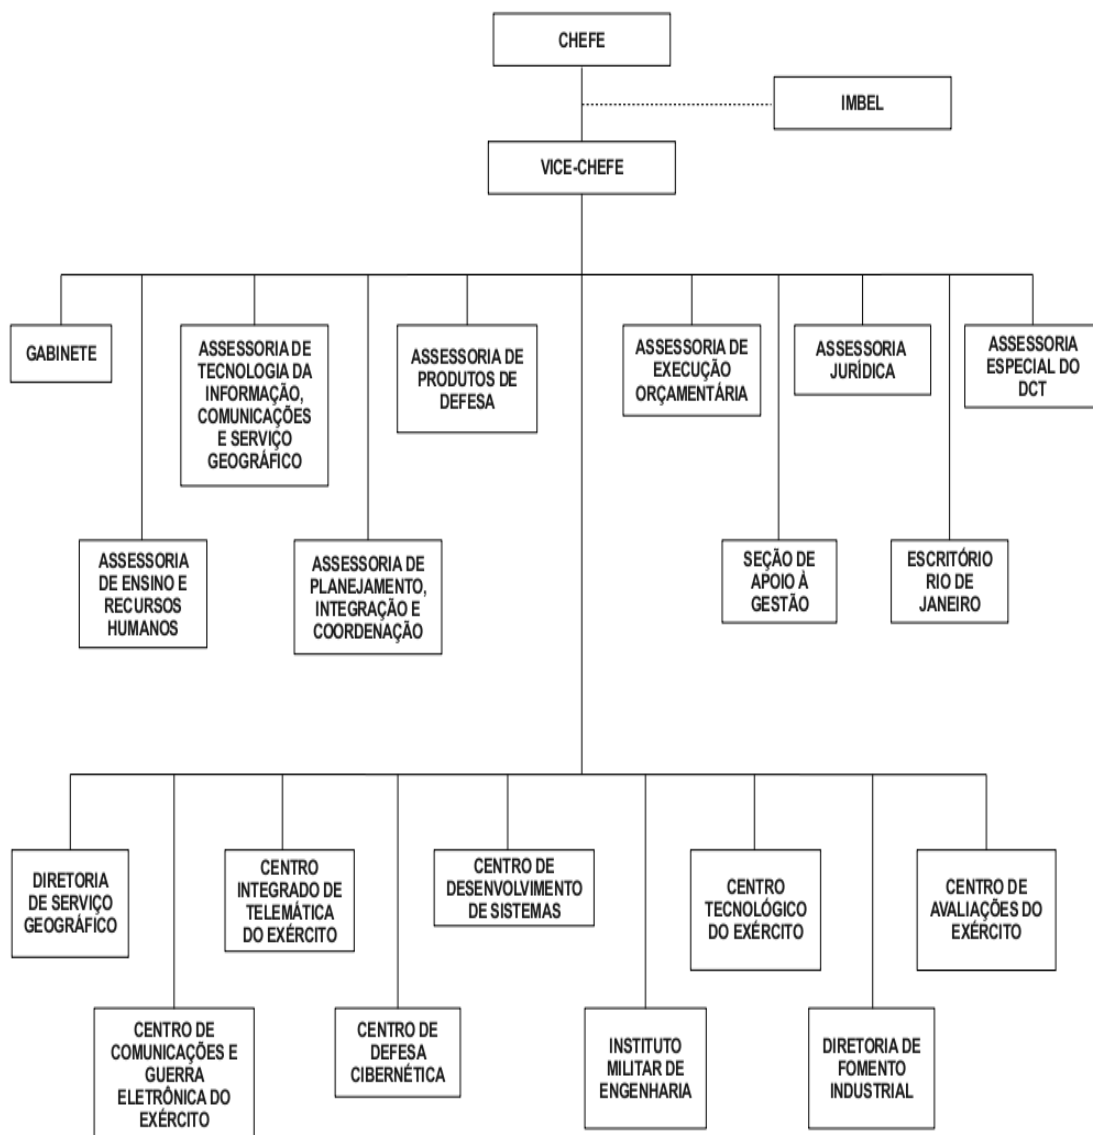 CHEFE
IMBEL
VICE-CHEFE
GABINETE
ASSESSORIA DE
TECNOLOGIA DA
INFORMAÇÃO,
COMUNICAÇÕES
E SERVIÇO
GEOGRÁFICO
ASSESSORIA DE
PRODUTOS DE
DEFESA
ASSESSORIA DE
EXECUÇÃO
ORÇAMENTÁRIA
ASSESSORIA
JURÍDICA
ASSESSORIA
ESPECIAL DO
DCT
ASSESSORIA
DE ENSINO E
RECURSOS
HUMANOS
ASSESSORIA DE
PLANEJAMENTO,
INTEGRAÇÃO E
COORDENAÇÃO
SEÇÃO DE
APOIO À
GESTÃO
ESCRITÓRIO
RIO DE
JANEIRO
DIRETORIA
DE SERVIÇO
GEOGRÁFICO
CENTRO
INTEGRADO DE
TELEMÁTICA
DO EXÉRCITO
CENTRO DE
DESENVOLVIMENTO
DE SISTEMAS
CENTRO
TECNOLÓGICO
DO EXÉRCITO
CENTRO DE
AVALIAÇÕES DO
EXÉRCITO
CENTRO DE
COMUNICAÇÕES E
GUERRA
ELETRÔNICA DO
EXÉRCITO
CENTRO DE
DEFESA
CIBERNÉTICA
INSTITUTO
MILITAR DE
ENGENHARIA
DIRETORIA DE
FOMENTO
INDUSTRIAL